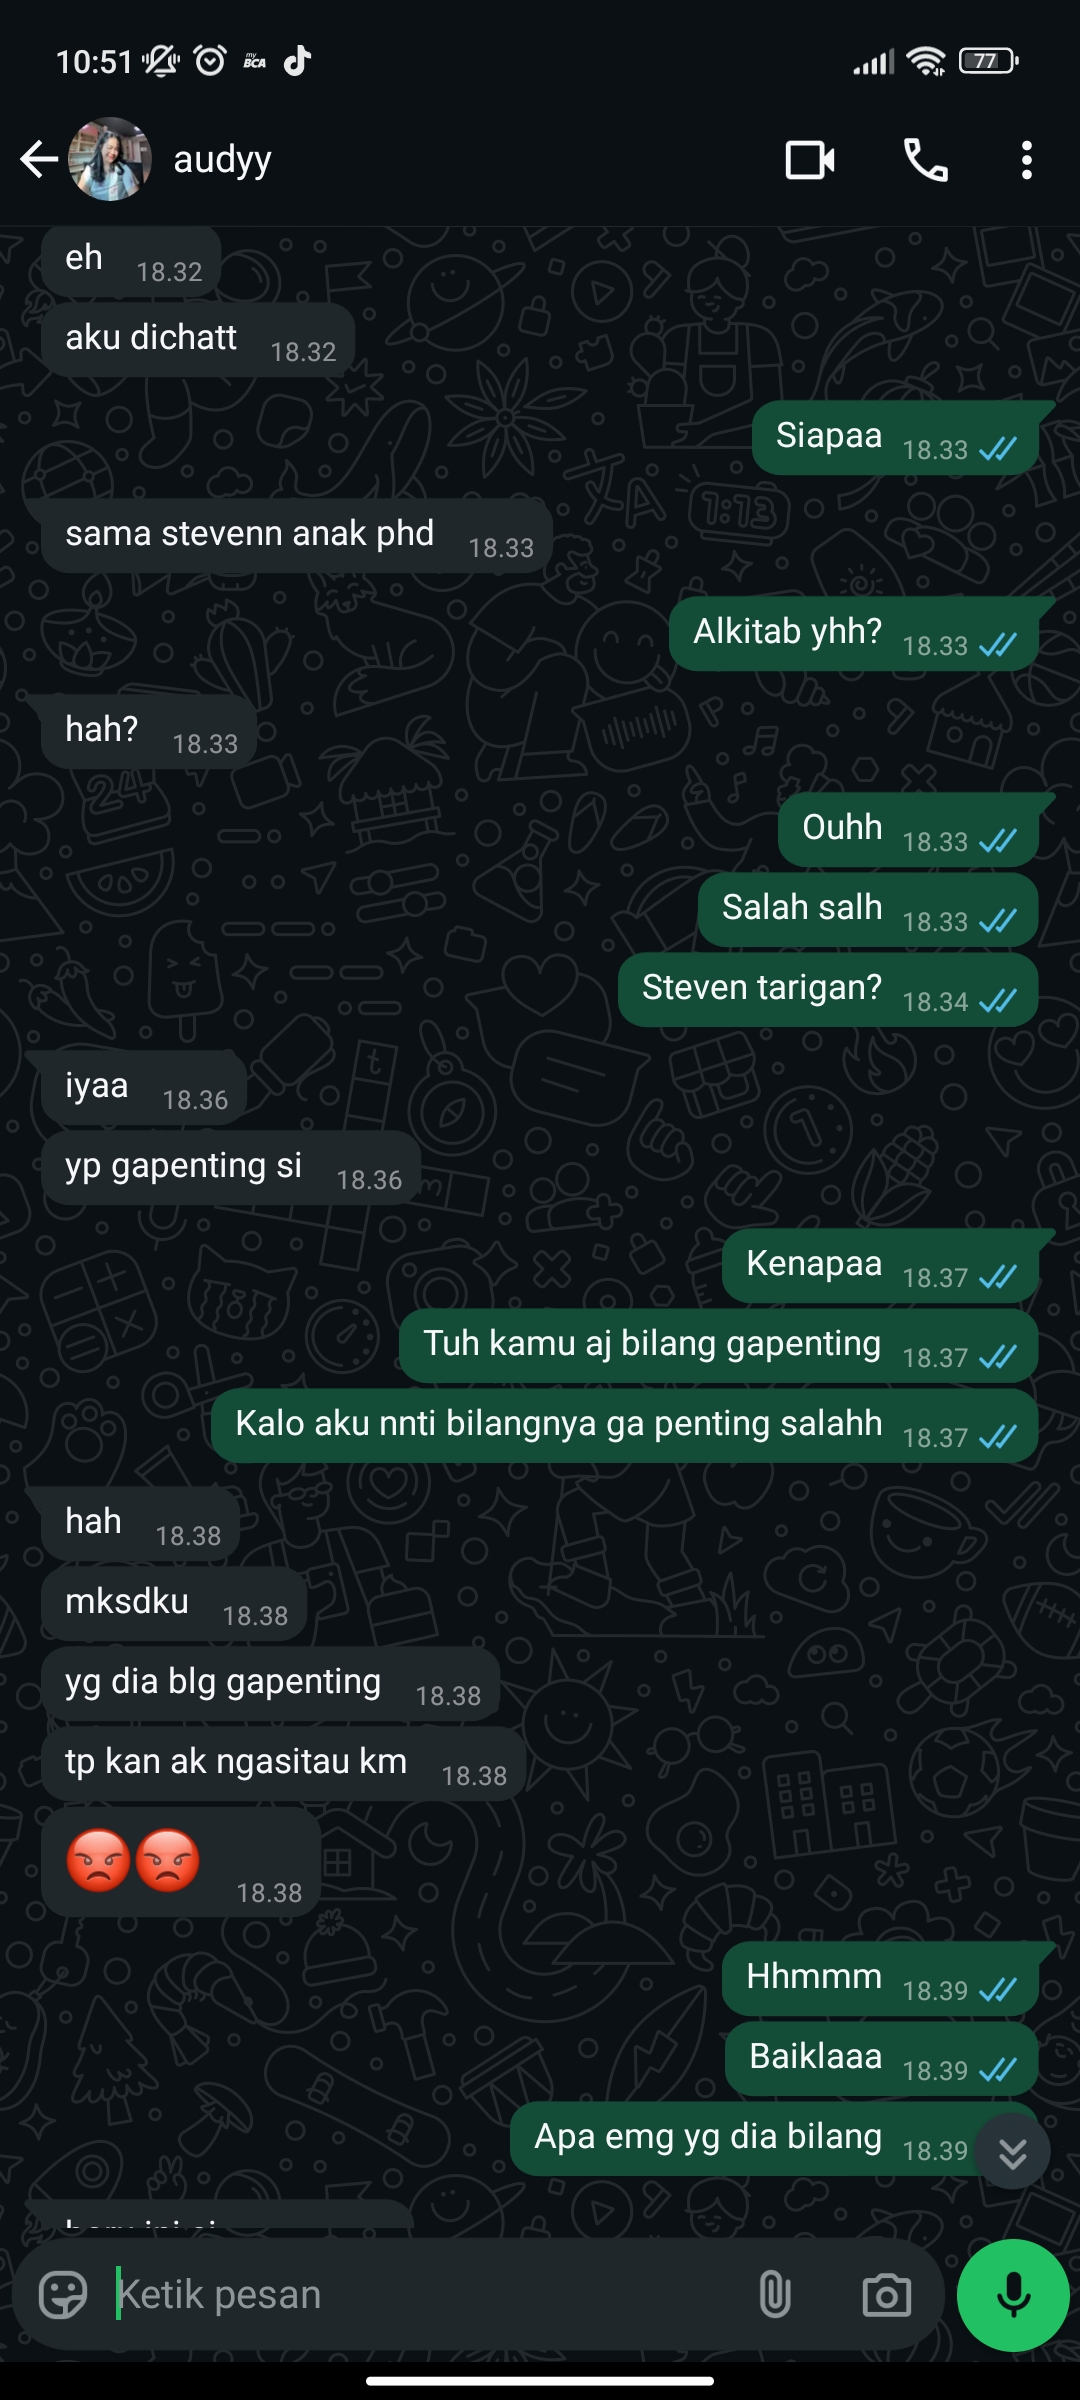 10:51
my
BCA
77
audyy
eh 18.32
aku dichatt 18.32
Siapaa 18.33
sama stevenn anak phd 18.33
Alkitab yhh? 18.33
hah? 18.33
Ouhh 18.33
Salah salh 18.33
Steven tarigan? 18.34
iyaa 18.36
yp gapenting si 18.36
Kenapaa 18.37
Tuh kamu aj bilang gapenting 18.37
Kalo aku nnti bilangnya ga penting salahh 18.37
hah 18.38
mksdku 18.38
yg dia blg gapenting 18.38
tp kan ak ngasitau km 18.38
😡😡 18.38
Hhmmm 18.39
Baiklaaa 18.39
Apa emg yg dia bilang 18.39
Ketik pesan